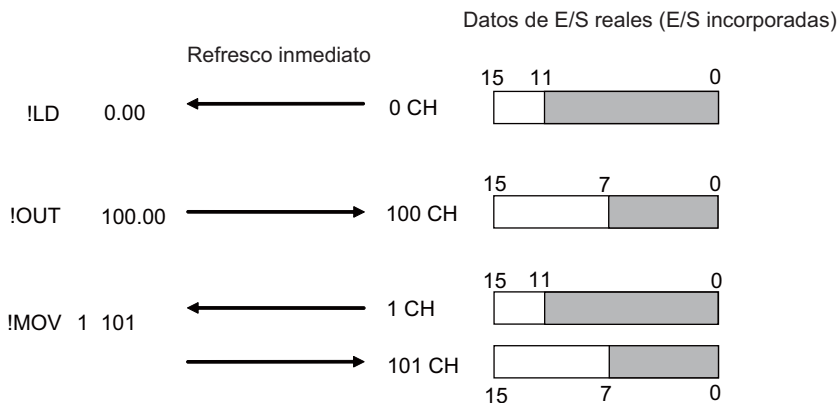 Datos de E/S reales (E/S incorporadas)
Refresco inmediato
15 11 0
!LD 0.00 0 CH
15 7 0
!OUT 100.00 100 CH
15 11 0
1 CH
!MOV 1 101
101 CH
15 7 0